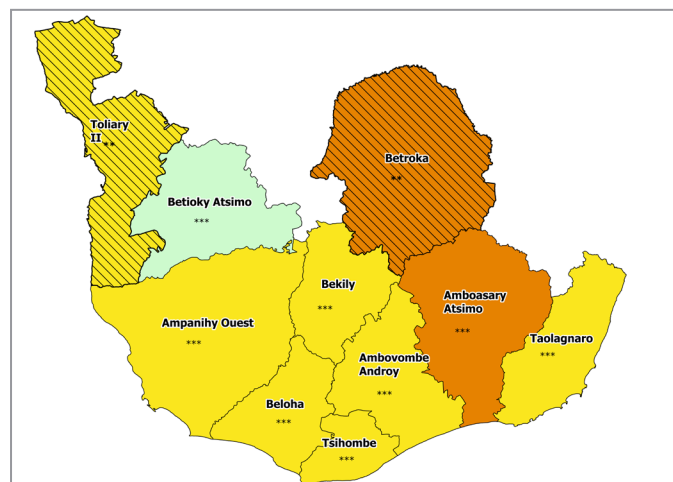 Toliary
II **
Betroka
**
Betioky Atsimo
***
Bekily
***
Amboasary
Atsimo
***
Ampanihy Ouest
***
Taolagnaro
***
Ambovombe
Androy
***
Beloha
***
Tsihombe
***